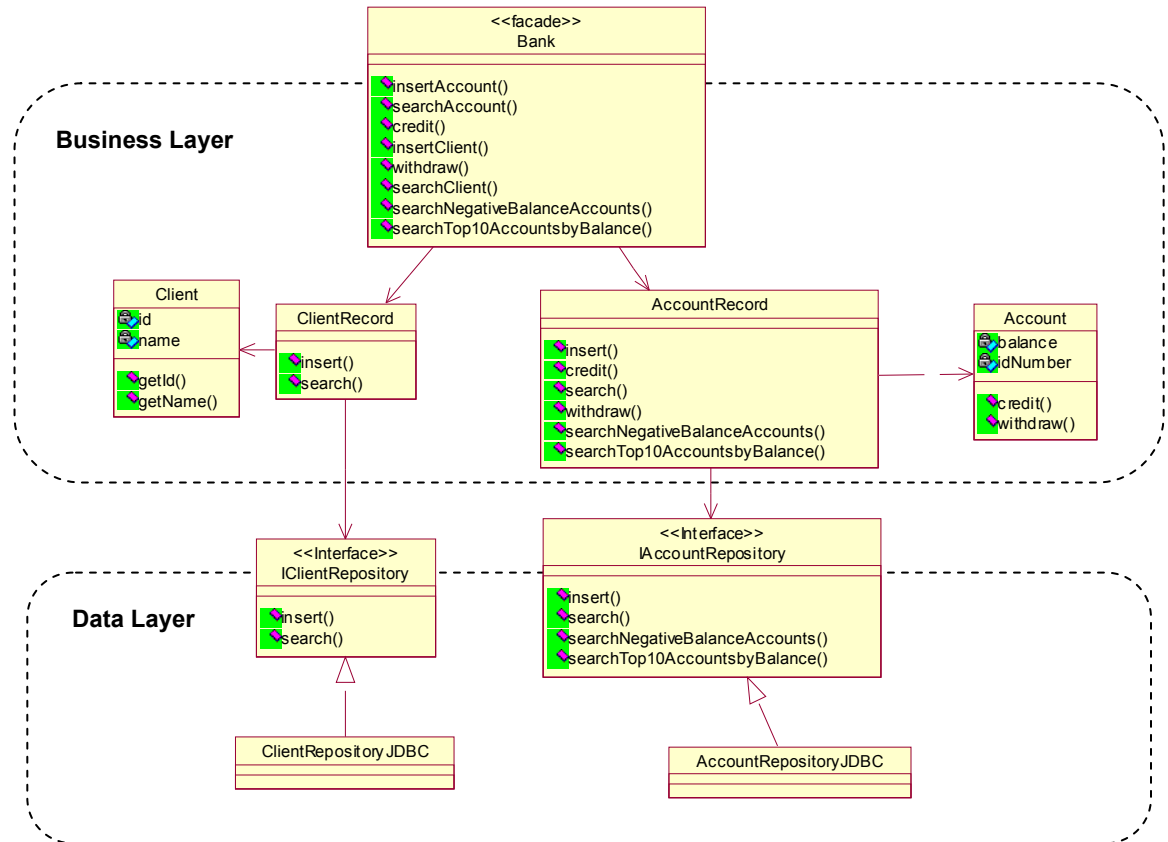 <<facade>>
Bank
insertAccount()
searchAccount()
credit()
insertClient()
withdraw()
searchClient()
searchNegativeBalanceAccounts()
searchTop10AccountsbyBalance()
Business Layer
Client
id
name
getId()
getName()
ClientRecord
insert()
search()
AccountRecord
insert()
credit()
search()
withdraw()
searchNegativeBalanceAccounts()
searchTop10AccountsbyBalance()
Account
balance
idNumber
credit()
withdraw()
<<Interface>>
IClientRepository
insert()
search()
<<Interface>>
IAccountRepository
insert()
search()
searchNegativeBalanceAccounts()
searchTop10AccountsbyBalance()
Data Layer
ClientRepositoryJDBC
AccountRepositoryJDBC